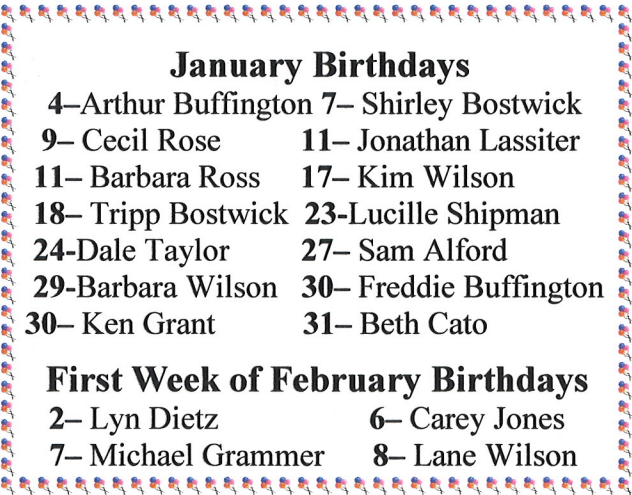 January Birthdays
4–Arthur Buffington 7– Shirley Bostwick
9– Cecil Rose 11– Jonathan Lassiter
11– Barbara Ross 17– Kim Wilson
18– Tripp Bostwick 23-Lucille Shipman
24-Dale Taylor 27– Sam Alford
29-Barbara Wilson 30– Freddie Buffington
30– Ken Grant 31– Beth Cato
First Week of February Birthdays
2– Lyn Dietz 6– Carey Jones
7– Michael Grammer 8– Lane Wilson